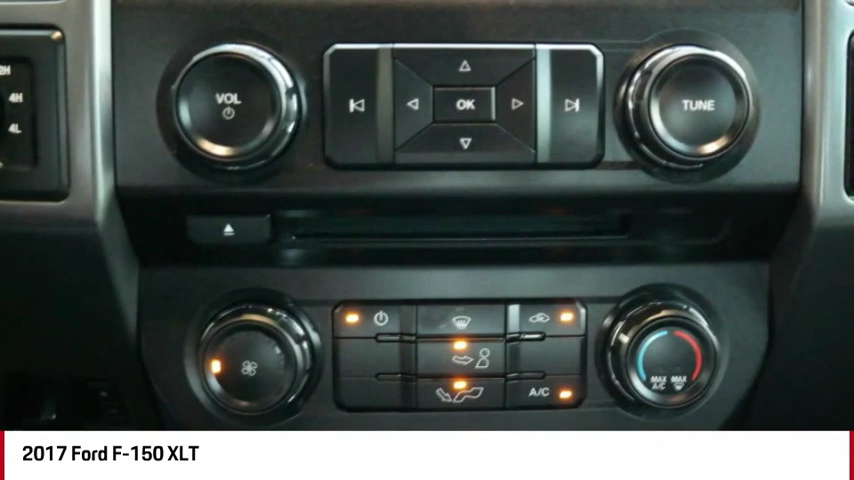 2H
4H
4L
VOL
OK
TUNE
A/C
MAX MAX
A/C
2017 Ford F-150 XLT